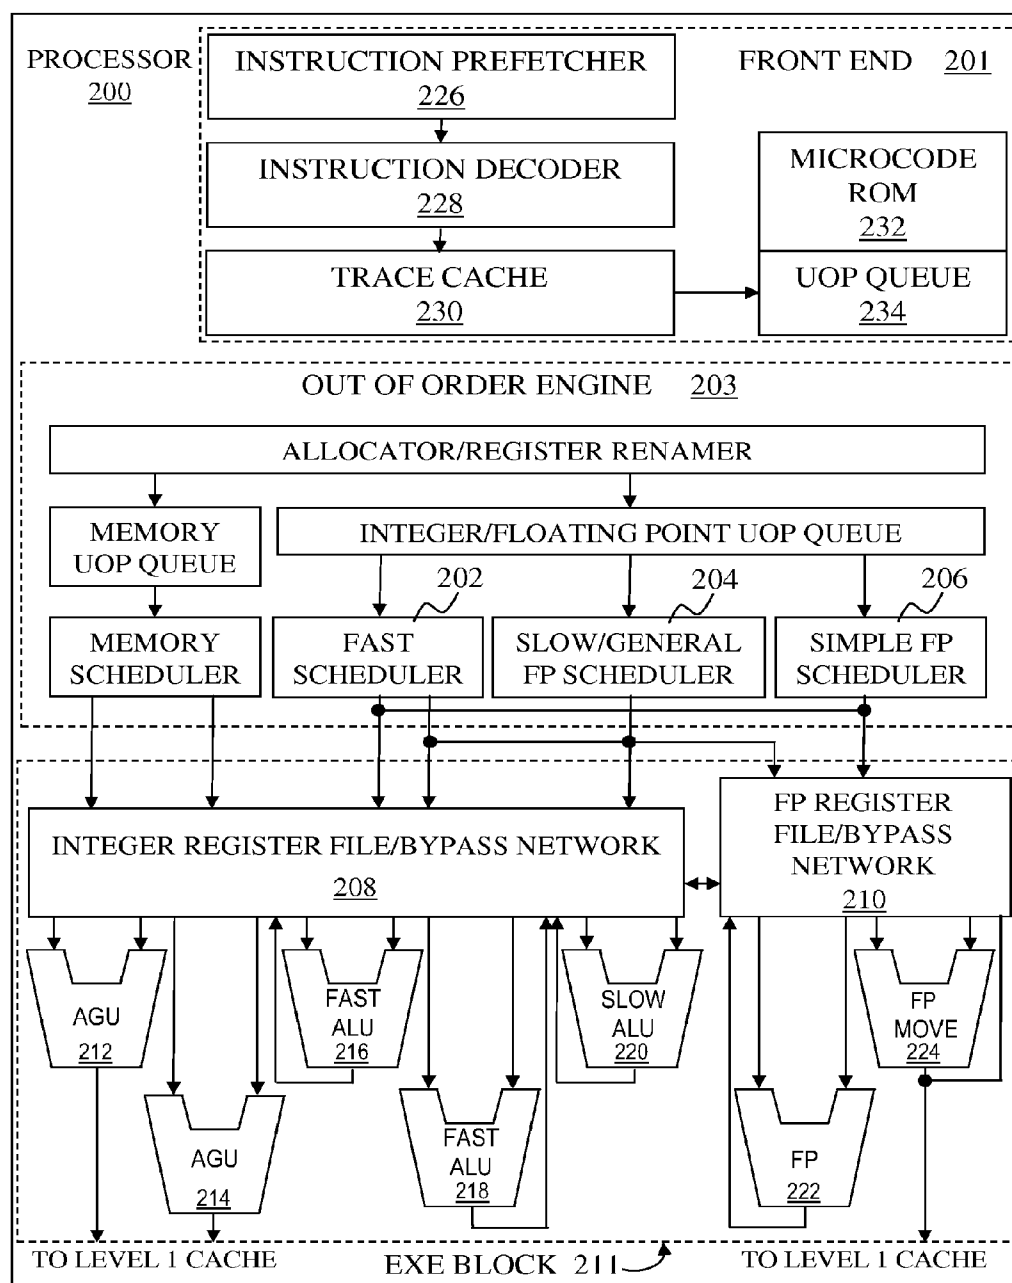 PROCESSOR
200
INSTRUCTION PREFETCHER
226
FRONT END 201
INSTRUCTION DECODER
228
MICROCODE
ROM
232
TRACE CACHE
230
UOP QUEUE
234
OUT OF ORDER ENGINE 203
ALLOCATOR/REGISTER RENAMER
MEMORY
UOP QUEUE
INTEGER/FLOATING POINT UOP QUEUE
202
204
206
MEMORY
SCHEDULER
FAST
SCHEDULER
SLOW/GENERAL
FP SCHEDULER
SIMPLE FP
SCHEDULER
INTEGER REGISTER FILE/BYPASS NETWORK
208
FP REGISTER
FILE/BYPASS
NETWORK
210
AGU
212
FAST
ALU
216
SLOW
ALU
220
FP
MOVE
224
AGU
214
FAST
ALU
218
FP
222
TO LEVEL 1 CACHE
EXE BLOCK 211
TO LEVEL 1 CACHE